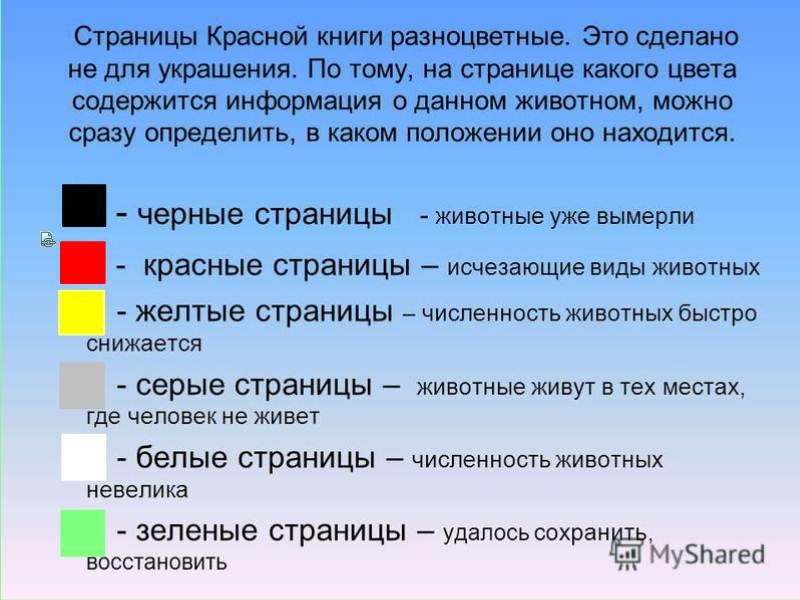 Страницы Красной книги разноцветные. Это сделано
не для украшения. По тому, на странице какого цвета
содержится информация о данном животном, можно
сразу определить, в каком положении оно находится.
- черные страницы - животные уже вымерли
- красные страницы – исчезающие виды животных
- желтые страницы – численность животных быстро
снижается
- серые страницы – животные живут в тех местах,
где человек не живет
- белые страницы – численность животных
невелика
- зеленые страницы – удалось сохранить,
восстановить
MyShared